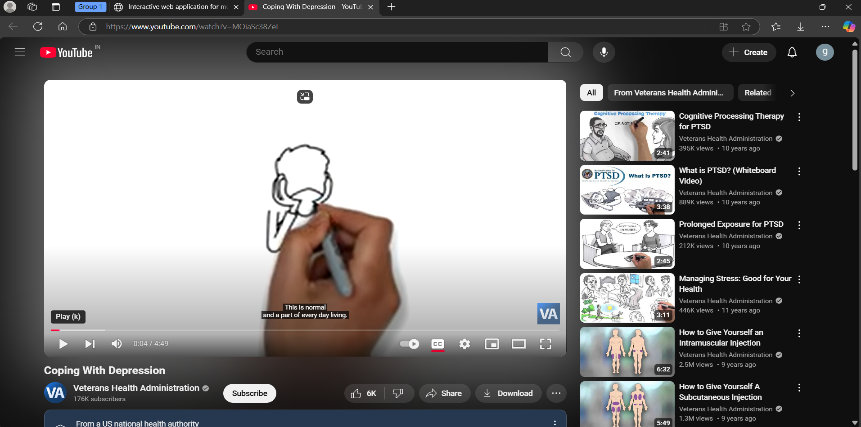 Group 1
Interactive web application for m
Coping With Depression - YouTu
https://www.youtube.com/watch?v=
YouTube IN
Search
Create
g
All
From Veterans Health Admini...
Related
This is normal
and a part of every day living.
VA
Play (k)
0:04 / 4:49
CC
Coping With Depression
VA
Veterans Health Administration
176K subscribers
Subscribe
6K
Share
Download
From a US national health authority
Cognitive Processing Therapy
2:41
Cognitive Processing Therapy
for PTSD
Veterans Health Administration
395K views • 10 years ago
PTSD
What is PTSD?
3:38
What is PTSD? (Whiteboard
Video)
Veterans Health Administration
889K views • 10 years ago
2:45
Prolonged Exposure for PTSD
Veterans Health Administration
212K views • 10 years ago
3:11
Managing Stress: Good for Your
Health
Veterans Health Administration
446K views • 11 years ago
6:32
How to Give Yourself an
Intramuscular Injection
Veterans Health Administration
2.5M views • 9 years ago
5:49
How to Give Yourself A
Subcutaneous Injection
Veterans Health Administration
1.3M views • 9 years ago